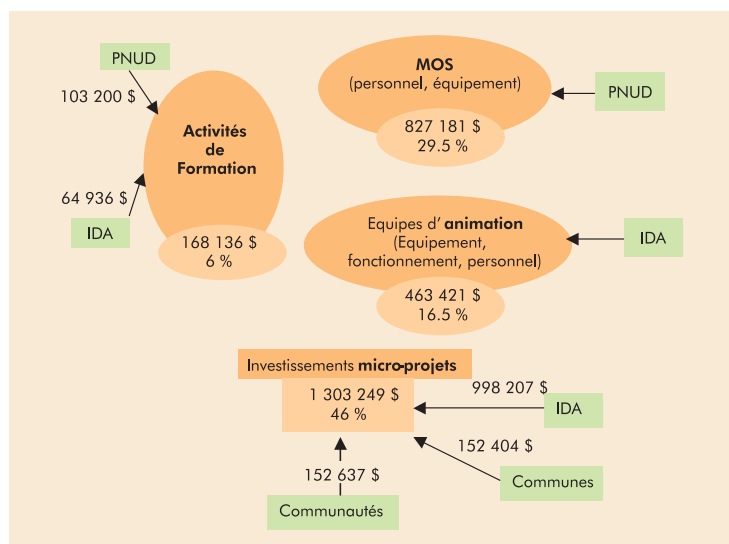 PNUD
103 200 $
Activités
de
Formation
64 936 $
IDA
168 136 $
6 %
MOS
(personnel, équipement)
827 181 $
29.5 %
PNUD
Equipes d' animation
(Equipement,
fonctionnement, personnel)
463 421 $
16.5 %
IDA
Investissements micro-projets
1 303 249 $
46 %
998 207 $
IDA
152 404 $
Communes
152 637 $
Communautés